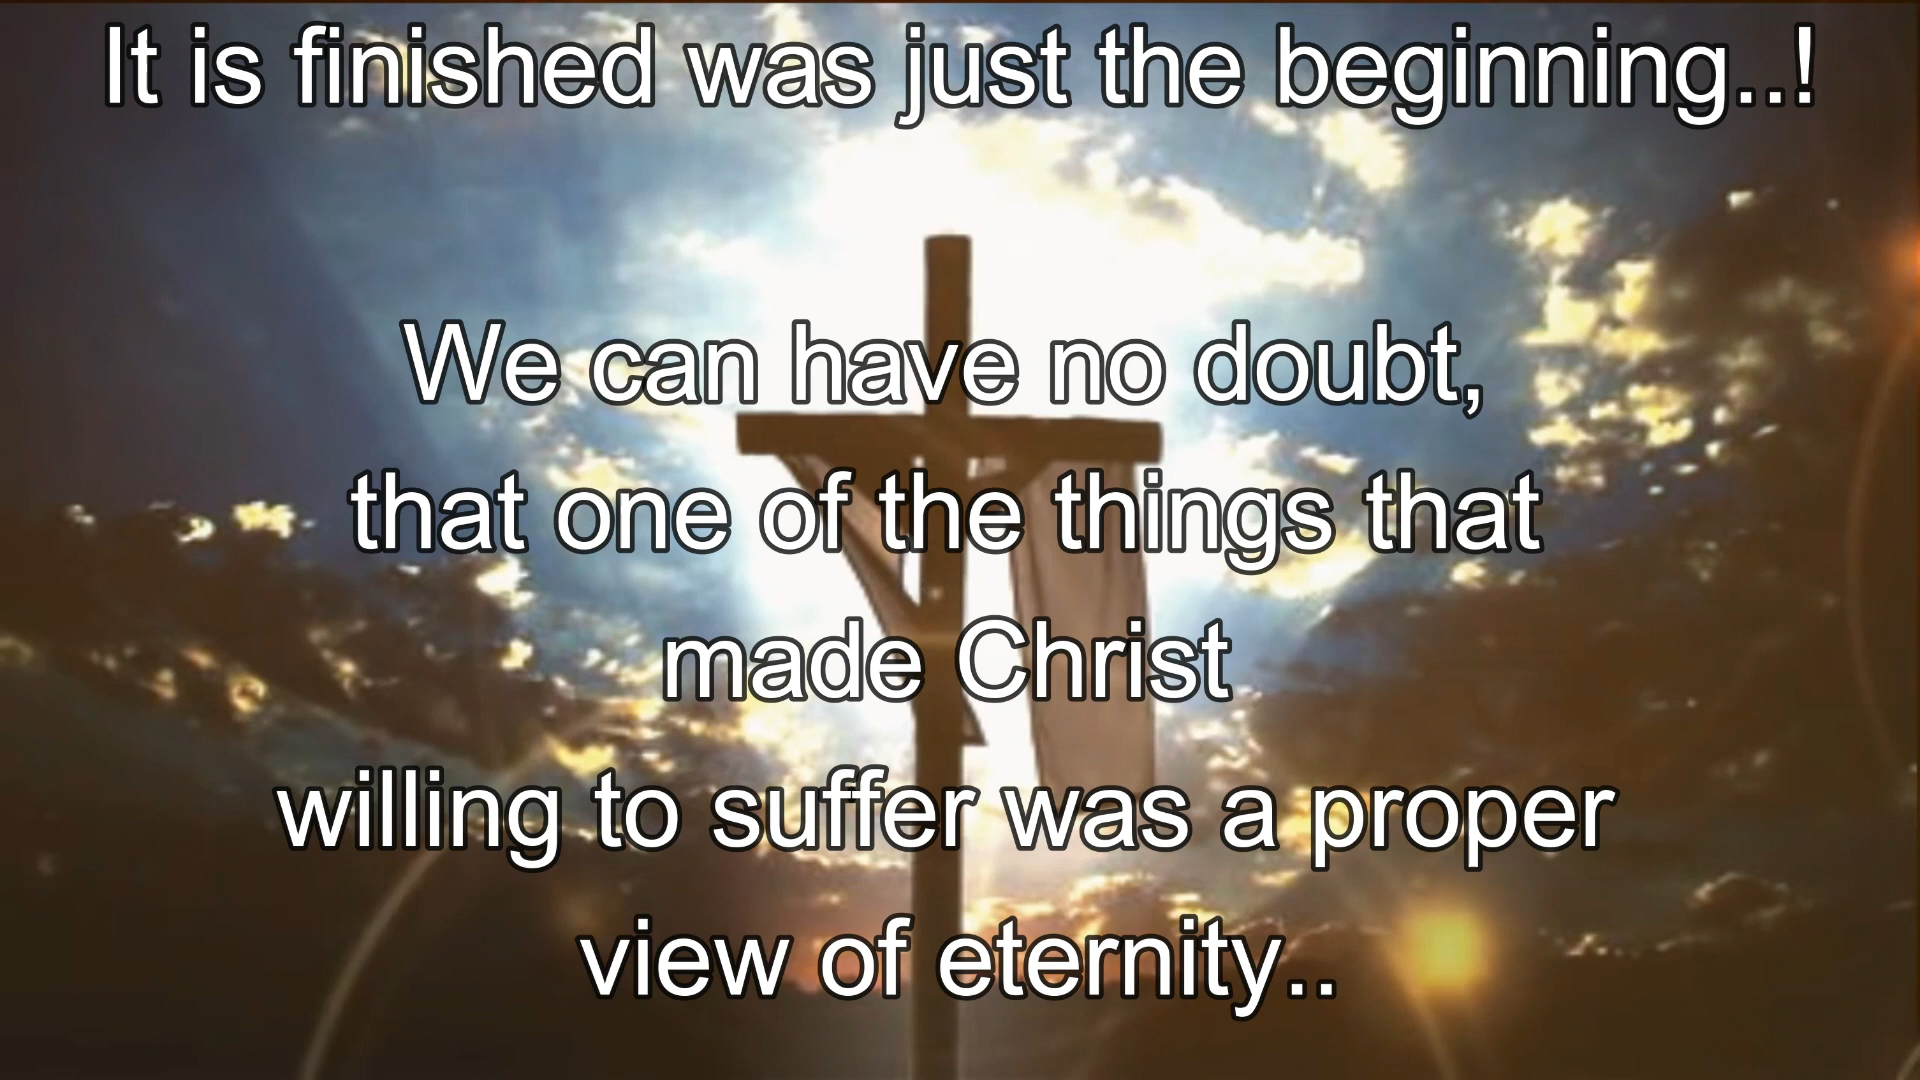 It is finished was just the beginning..!
We can have no doubt,
that one of the things that
made Christ
willing to suffer was a proper
view of eternity..